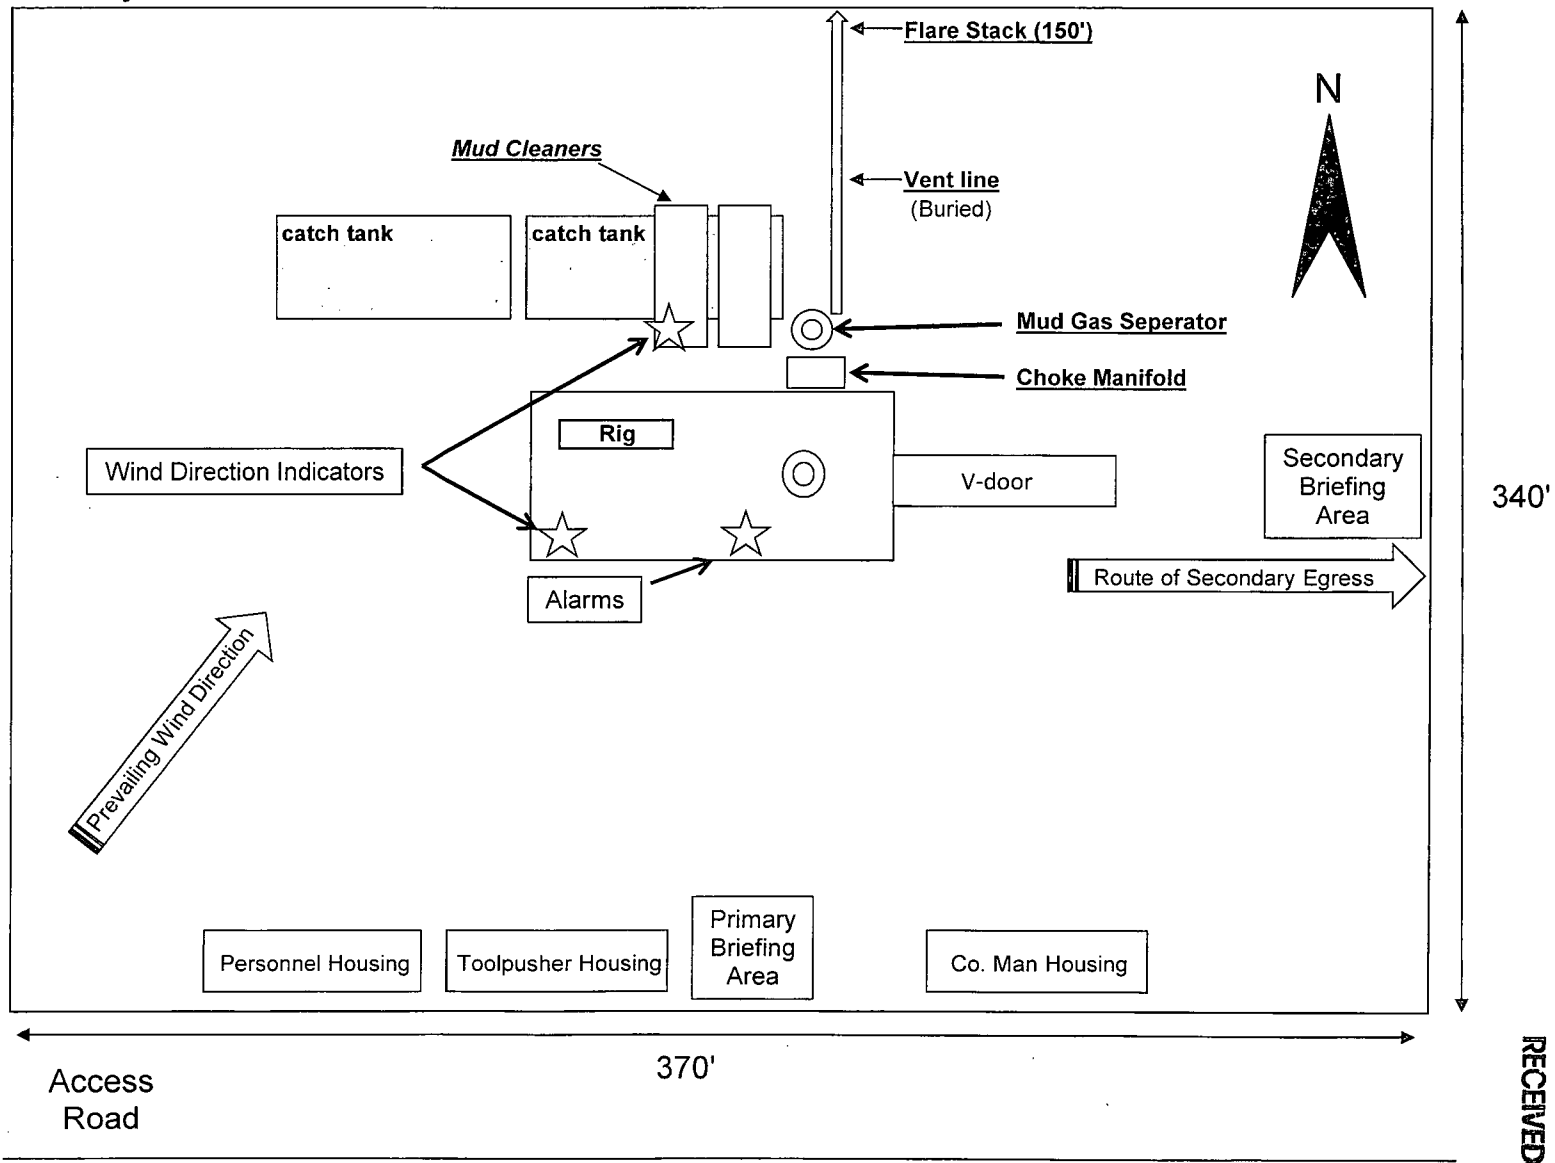 Flare Stack (150')
N
Mud Cleaners
Vent line
(Buried)
catch tank
catch tank
Mud Gas Seperator
Choke Manifold
Rig
Wind Direction Indicators
V-door
Secondary
Briefing
Area
340'
Route of Secondary Egress
Alarms
Prevailing Wind Direction
Primary
Briefing
Area
Personnel Housing
Toolpusher Housing
Co. Man Housing
370'
Access
Road
RECEIVED